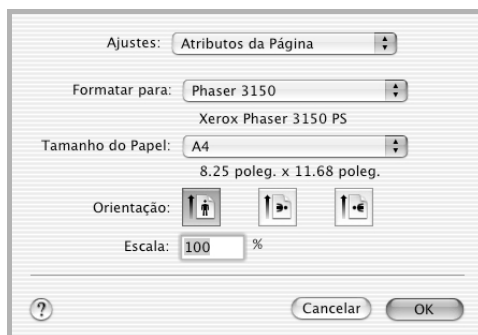 Ajustes: Atributos da Página
Formatar para: Phaser 3150
Xerox Phaser 3150 PS
Tamanho do Papel: A4
8.25 poleg. x 11.68 poleg.
Orientação:
Escala: 100 %
? Cancelar OK